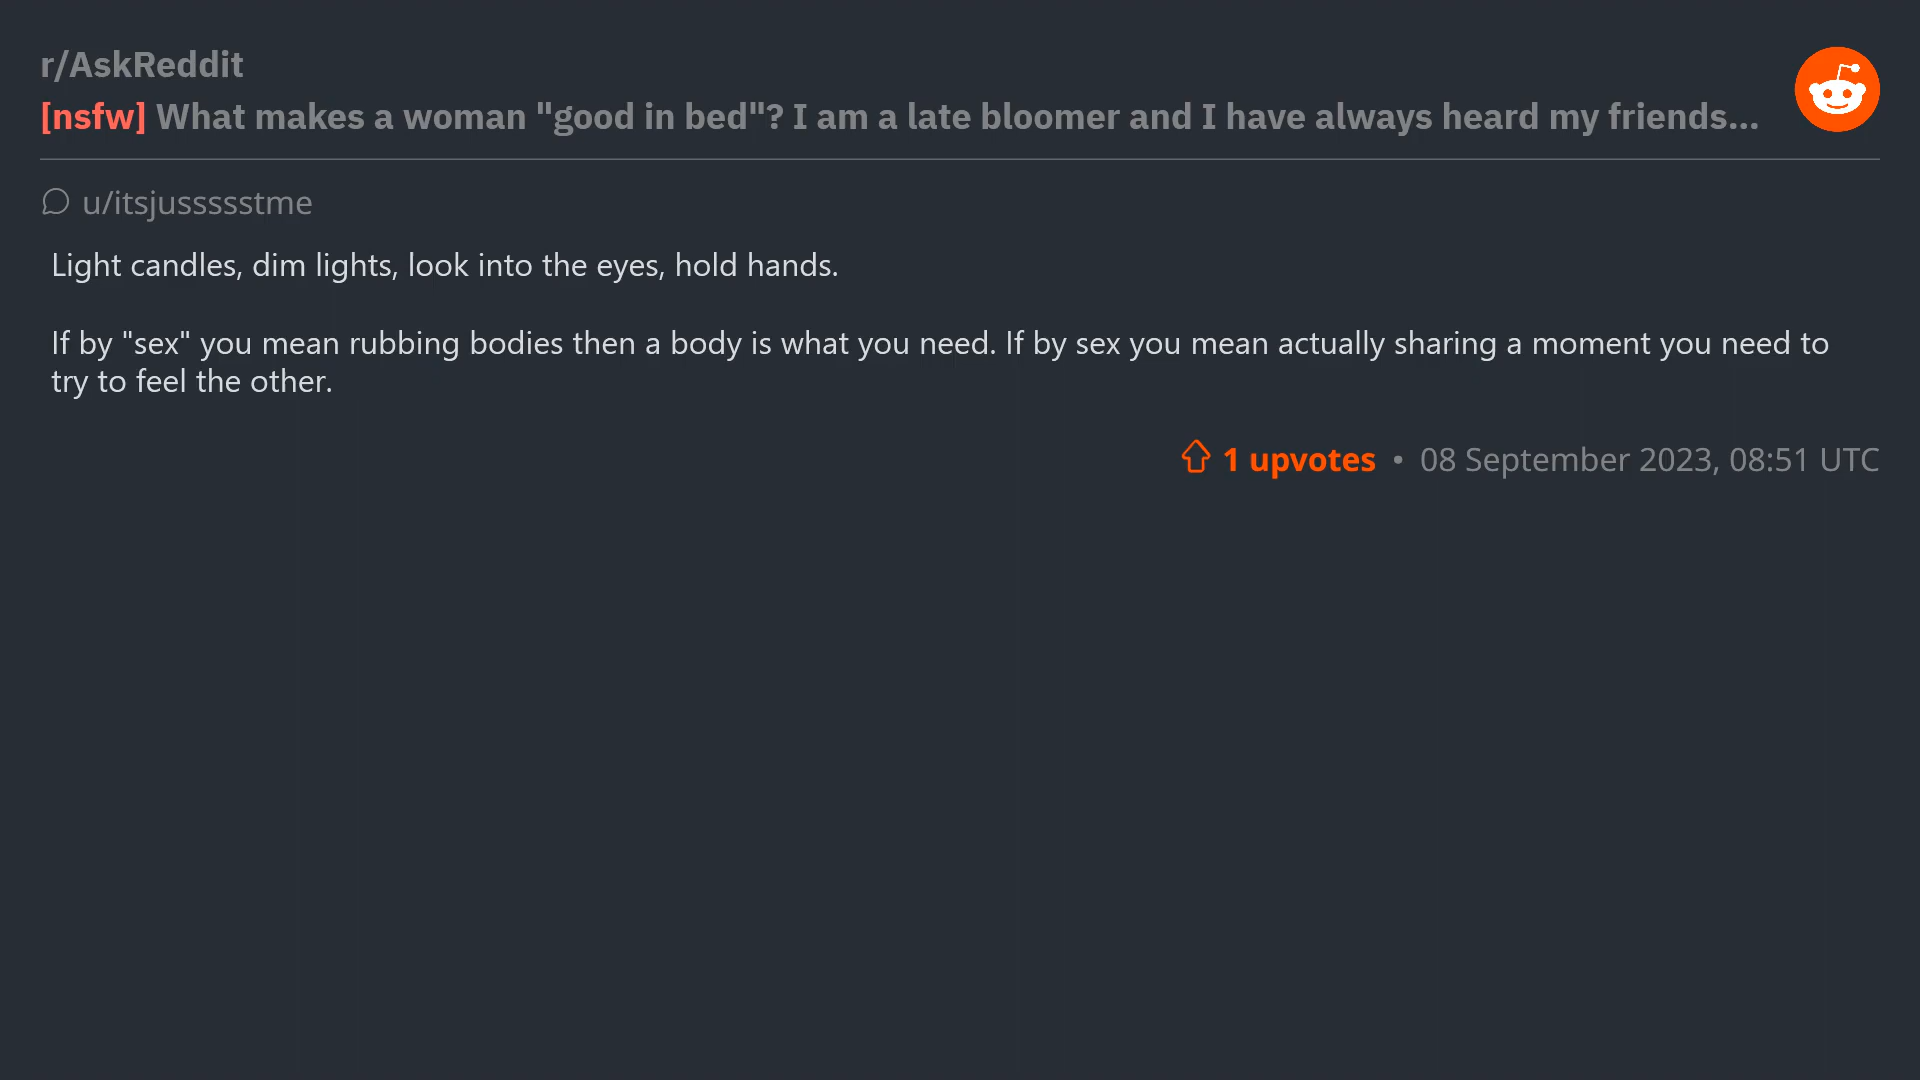 r/AskReddit
[nsfw] What makes a woman "good in bed"? I am a late bloomer and I have always heard my friends...
u/itsjussssstme
Light candles, dim lights, look into the eyes, hold hands.
If by "sex" you mean rubbing bodies then a body is what you need. If by sex you mean actually sharing a moment you need to
try to feel the other.
1 upvotes • 08 September 2023, 08:51 UTC